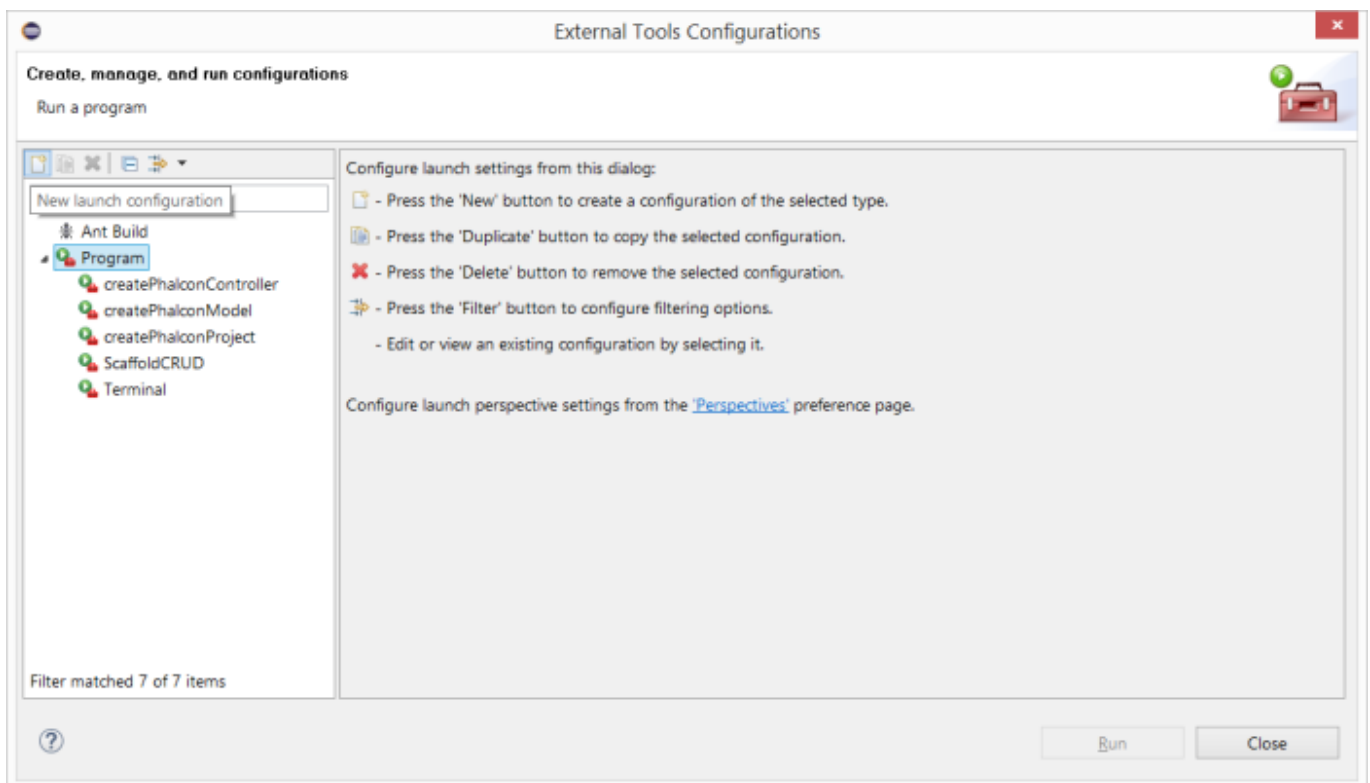 External Tools Configurations
Create, manage, and run configurations
Run a program
New launch configuration
Ant Build
Program
createPhalconController
createPhalconModel
createPhalconProject
ScaffoldCRUD
Terminal
Filter matched 7 of 7 items
Configure launch settings from this dialog:
- Press the 'New' button to create a configuration of the selected type.
- Press the 'Duplicate' button to copy the selected configuration.
- Press the 'Delete' button to remove the selected configuration.
- Press the 'Filter' button to configure filtering options.
- Edit or view an existing configuration by selecting it.
Configure launch perspective settings from the 'Perspectives' preference page.
Run
Close